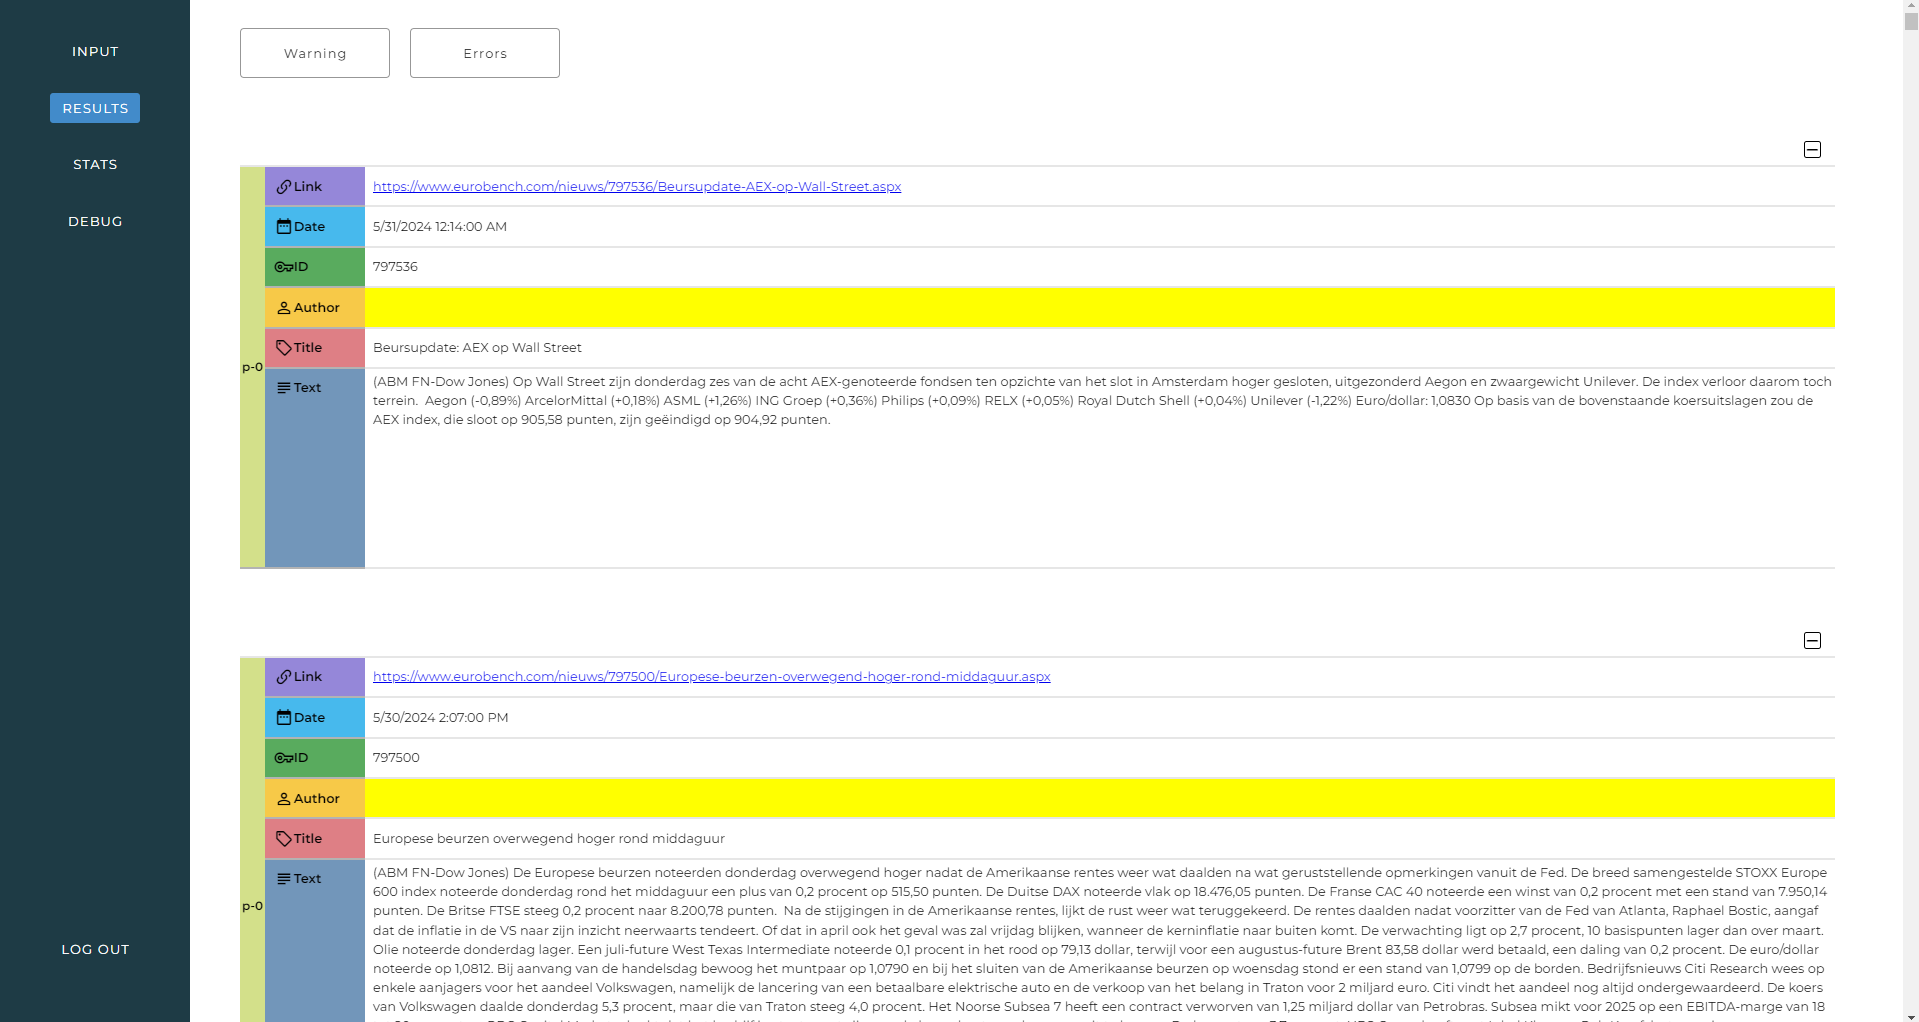 INPUT
RESULTS
STATS
DEBUG
LOG OUT
Warning
Errors
p-0
Link
https://www.eurobench.com/nieuws/797536/Beursupdate-AEX-op-Wall-Street.aspx
Date
5/31/2024 12:14:00 AM
ID
797536
Author
Title
Beursupdate: AEX op Wall Street
Text
(ABM FN-Dow Jones) Op Wall Street zijn donderdag zes van de acht AEX-genoteerde fondsen ten opzichte van het slot in Amsterdam hoger gesloten, uitgezonderd Aegon en zwaargewicht Unilever. De index verloor daarom toch
terrein.  Aegon (-0,89%) ArcelorMittal (+0,18%) ASML (+1,26%) ING Groep (+0,36%) Philips (+0,09%) RELX (+0,05%) Royal Dutch Shell (+0,04%) Unilever (-1,22%) Euro/dollar: 1,0830 Op basis van de bovenstaande koersuitslagen zou de
AEX index, die sloot op 905,58 punten, zijn geëindigd op 904,92 punten.
p-0
Link
https://www.eurobench.com/nieuws/797500/Europese-beurzen-overwegend-hoger-rond-middaguur.aspx
Date
5/30/2024 2:07:00 PM
ID
797500
Author
Title
Europese beurzen overwegend hoger rond middaguur
Text
(ABM FN-Dow Jones) De Europese beurzen noteerden donderdag overwegend hoger nadat de Amerikaanse rentes weer wat daalden na wat geruststellende opmerkingen vanuit de Fed. De breed samengestelde STOXX Europe
600 index noteerde donderdag rond het middaguur een plus van 0,2 procent op 515,50 punten. De Duitse DAX noteerde vlak op 18.476,05 punten. De Franse CAC 40 noteerde een winst van 0,2 procent met een stand van 7.950,14
punten. De Britse FTSE steeg 0,2 procent naar 8.200,78 punten.  Na de stijgingen in de Amerikaanse rentes, lijkt de rust weer wat teruggekeerd. De rentes daalden nadat voorzitter van de Fed van Atlanta, Raphael Bostic, aangaf
dat de inflatie in de VS naar zijn inzicht neerwaarts tendeert. Of dat in april ook het geval was zal vrijdag blijken, wanneer de kerninflatie naar buiten komt. De verwachting ligt op 2,7 procent, 10 basispunten lager dan over maart.
Olie noteerde donderdag lager. Een juli-future West Texas Intermediate noteerde 0,1 procent in het rood op 79,13 dollar, terwijl voor een augustus-future Brent 83,58 dollar werd betaald, een daling van 0,2 procent. De euro/dollar
noteerde op 1,0812. Bij aanvang van de handelsdag bewoog het muntpaar op 1,0790 en bij het sluiten van de Amerikaanse beurzen op woensdag stond er een stand van 1,0799 op de borden. Bedrijfsnieuws Citi Research wees op
enkele aanjagers voor het aandeel Volkswagen, namelijk de lancering van een betaalbare elektrische auto en de verkoop van het belang in Traton voor 2 miljard euro. Citi vindt het aandeel nog altijd ondergewaardeerd. De koers
van Volkswagen daalde donderdag 5,3 procent, maar die van Traton steeg 4,0 procent. Het Noorse Subsea 7 heeft een contract verworven van 1,25 miljard dollar van Petrobras. Subsea mikt voor 2025 op een EBITDA-marge van 18